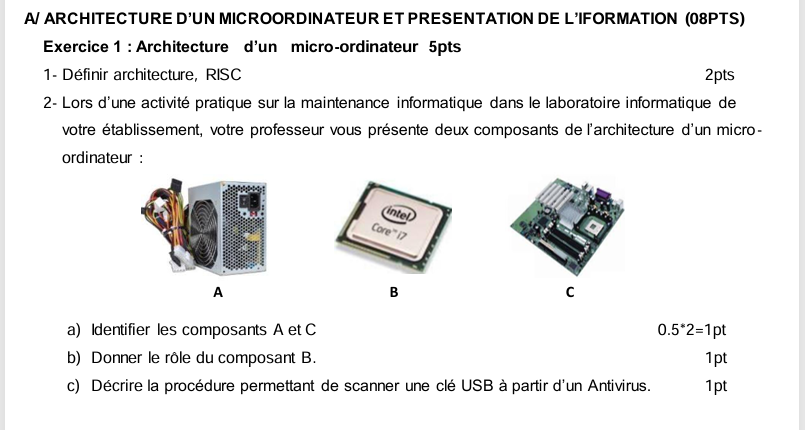 A/ ARCHITECTURE D’UN MICROORDINATEUR ET PRESENTATION DE L’IFORMATION (08PTS)
Exercice 1 : Architecture d’un micro-ordinateur 5pts
1- Définir architecture, RISC 2pts
2- Lors d’une activité pratique sur la maintenance informatique dans le laboratoire informatique de
votre établissement, votre professeur vous présente deux composants de l’architecture d’un micro-
ordinateur :
intel
Core™ i7
A B C
a) Identifier les composants A et C 0.5*2=1pt
b) Donner le rôle du composant B. 1pt
c) Décrire la procédure permettant de scanner une clé USB à partir d’un Antivirus. 1pt